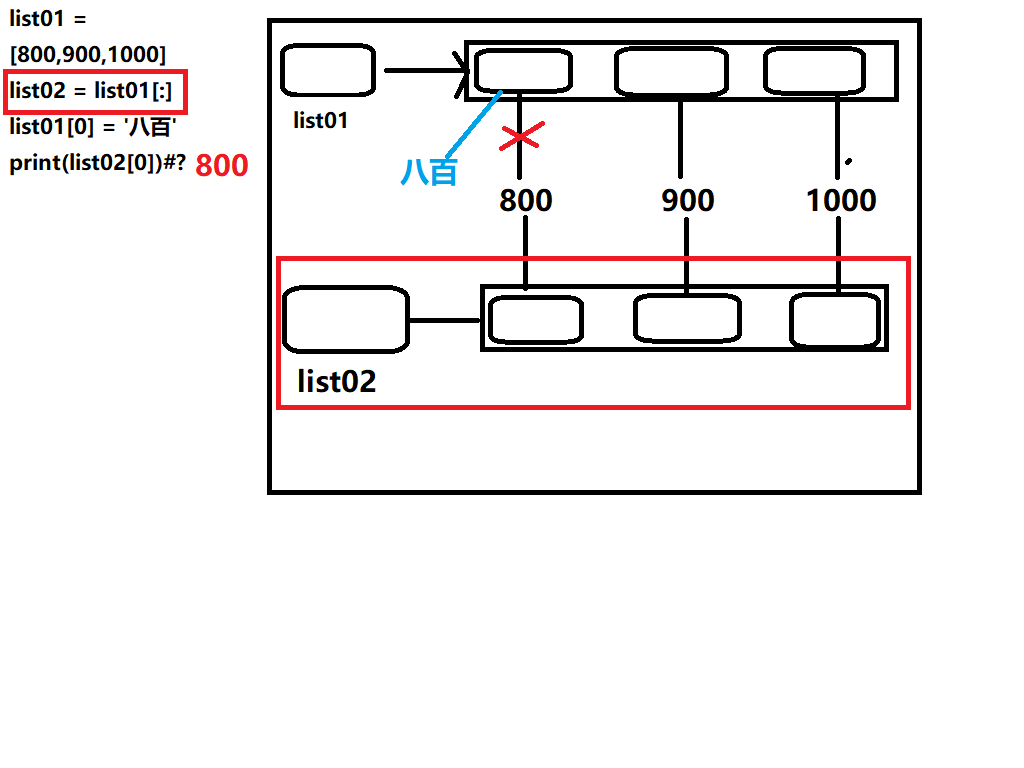 list01 =
[800,900,1000]
list02 = list01[:]
list01[0] = '八百'
print(list02[0])#? 800
list01
八百
800 900 1000
list02